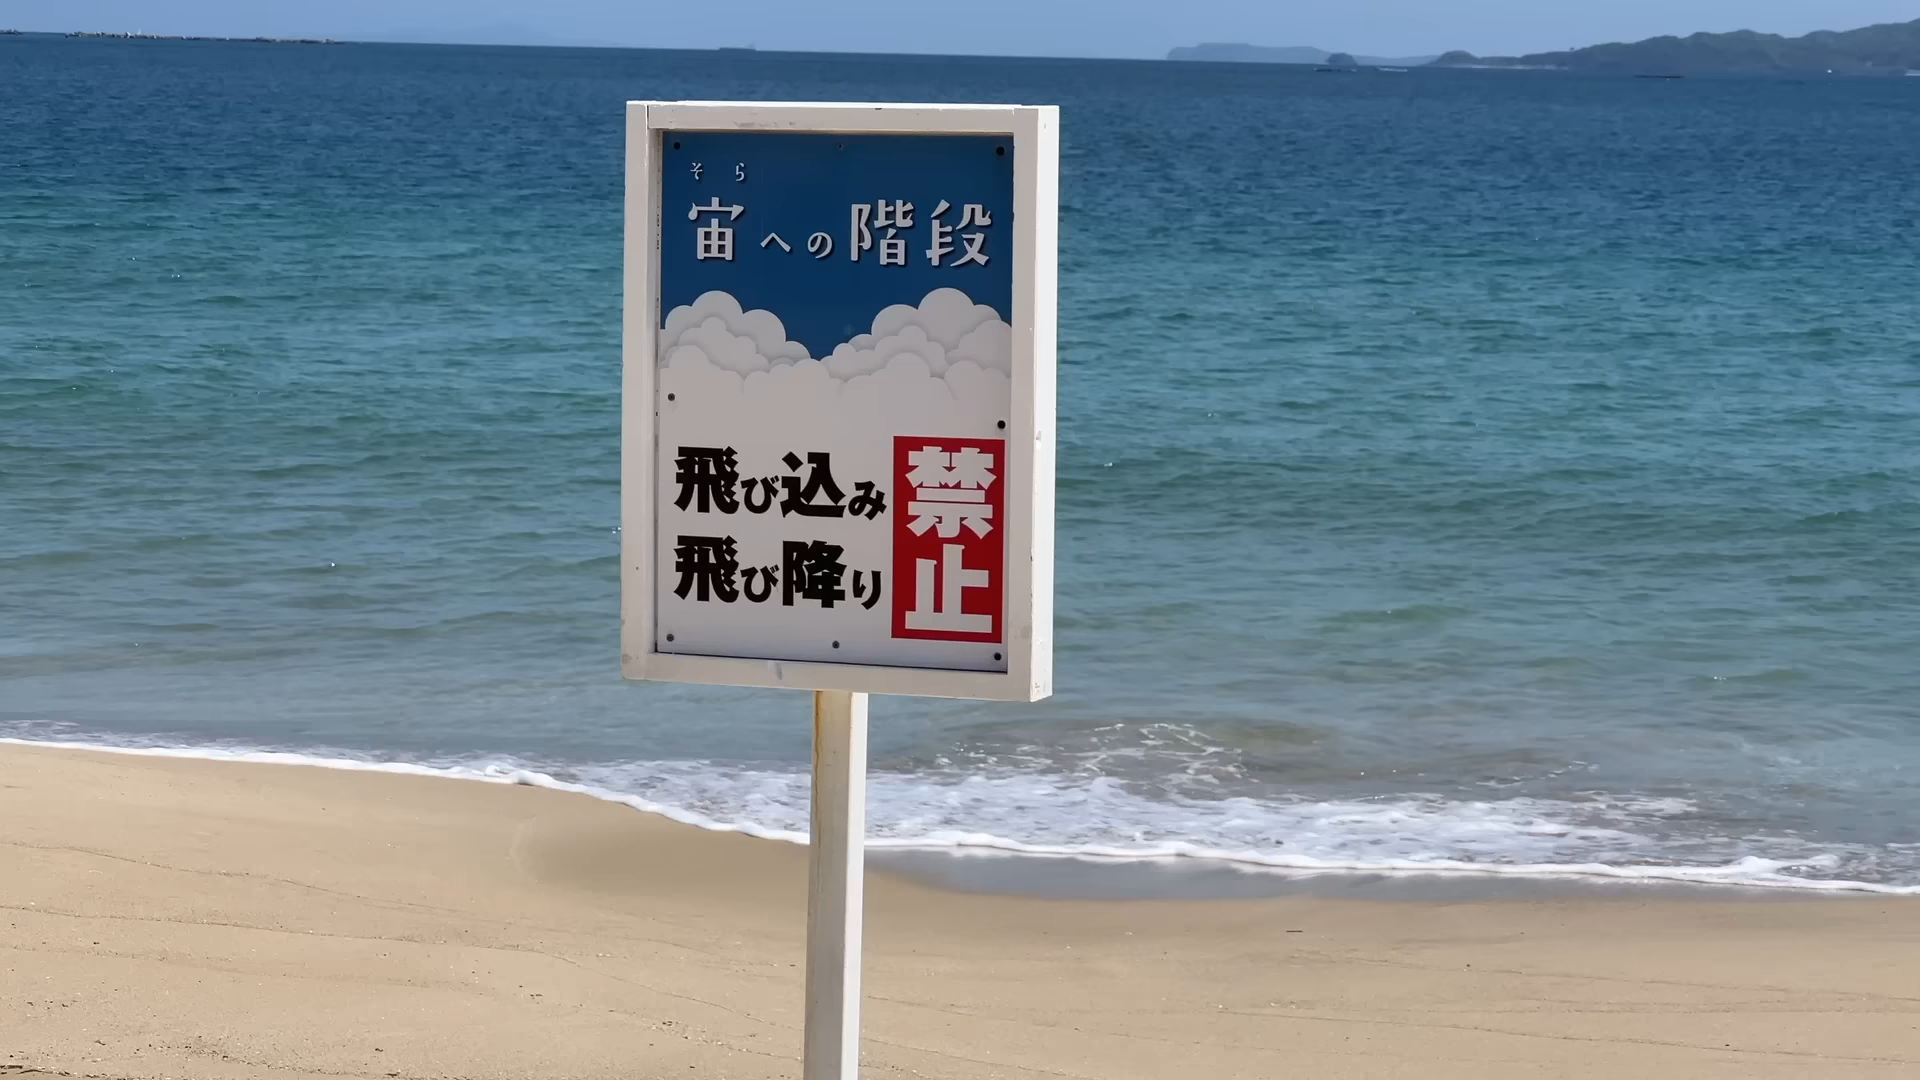 そら
宙への階段
飛び込み
飛び降り
禁止